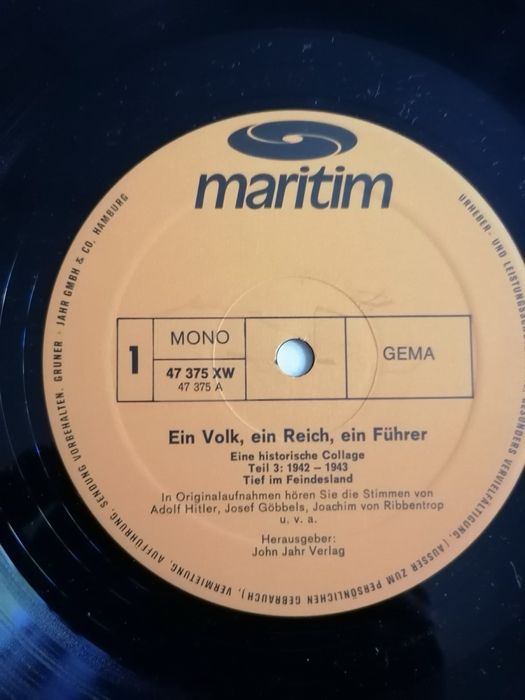 maritim
1
MONO
47 375 XW
47 375 A
GEMA
Ein Volk, ein Reich, ein Führer
Eine historische Collage
Teil 3: 1942 – 1943
Tief im Feindesland
In Originalaufnahmen hören Sie die Stimmen von
Adolf Hitler, Josef Göbbels, Joachim von Ribbentrop
u. v. a.
Herausgeber:
John Jahr Verlag
URHEBER- UND LEISTUNGS
BESONDERS VERVIELFÄLTIGUNG, (AUSSER ZUM PERSÖNLICHEN GEBRAUCH), VERMIETUNG, AUFFÜHRUNG, SENDUNG VORBEHALTEN. GRUNER + JAHR GMBH & CO, HAMBURG